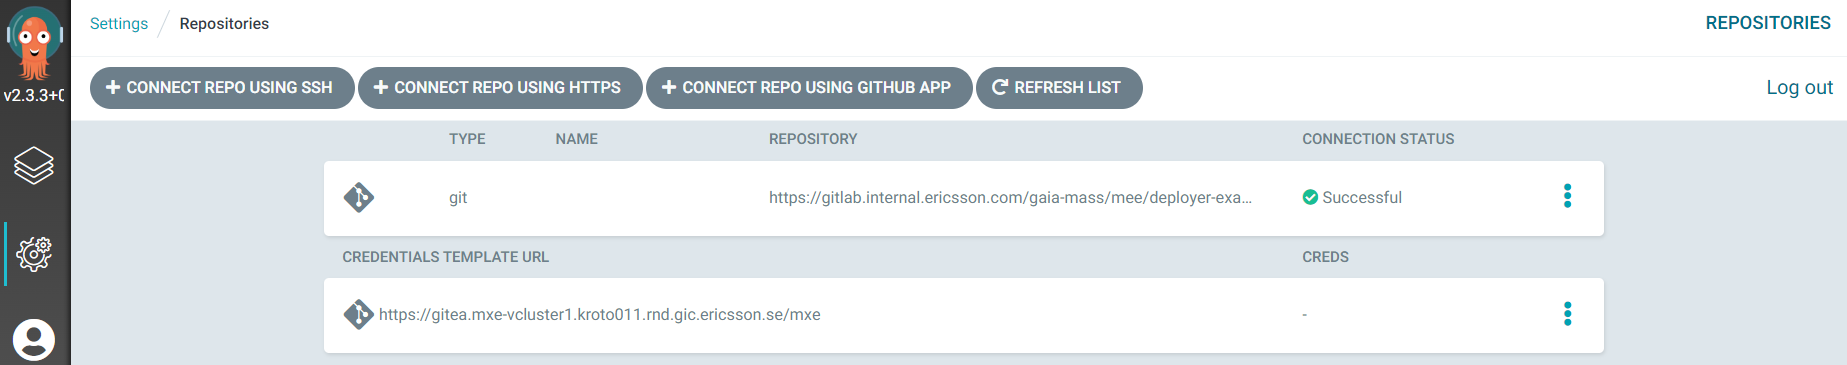 Settings / Repositories
REPOSITORIES
v2.3.3+0
CONNECT REPO USING SSH
CONNECT REPO USING HTTPS
CONNECT REPO USING GITHUB APP
REFRESH LIST
Log out
TYPE NAME REPOSITORY CONNECTION STATUS
git https://gitlab.internal.ericsson.com/gaia-mass/mee/deployer-exa... Successful
CREDENTIALS TEMPLATE URL CREDS
https://gitea.mxe-vcluster1.kroto011.rnd.gic.ericsson.se/mxe -